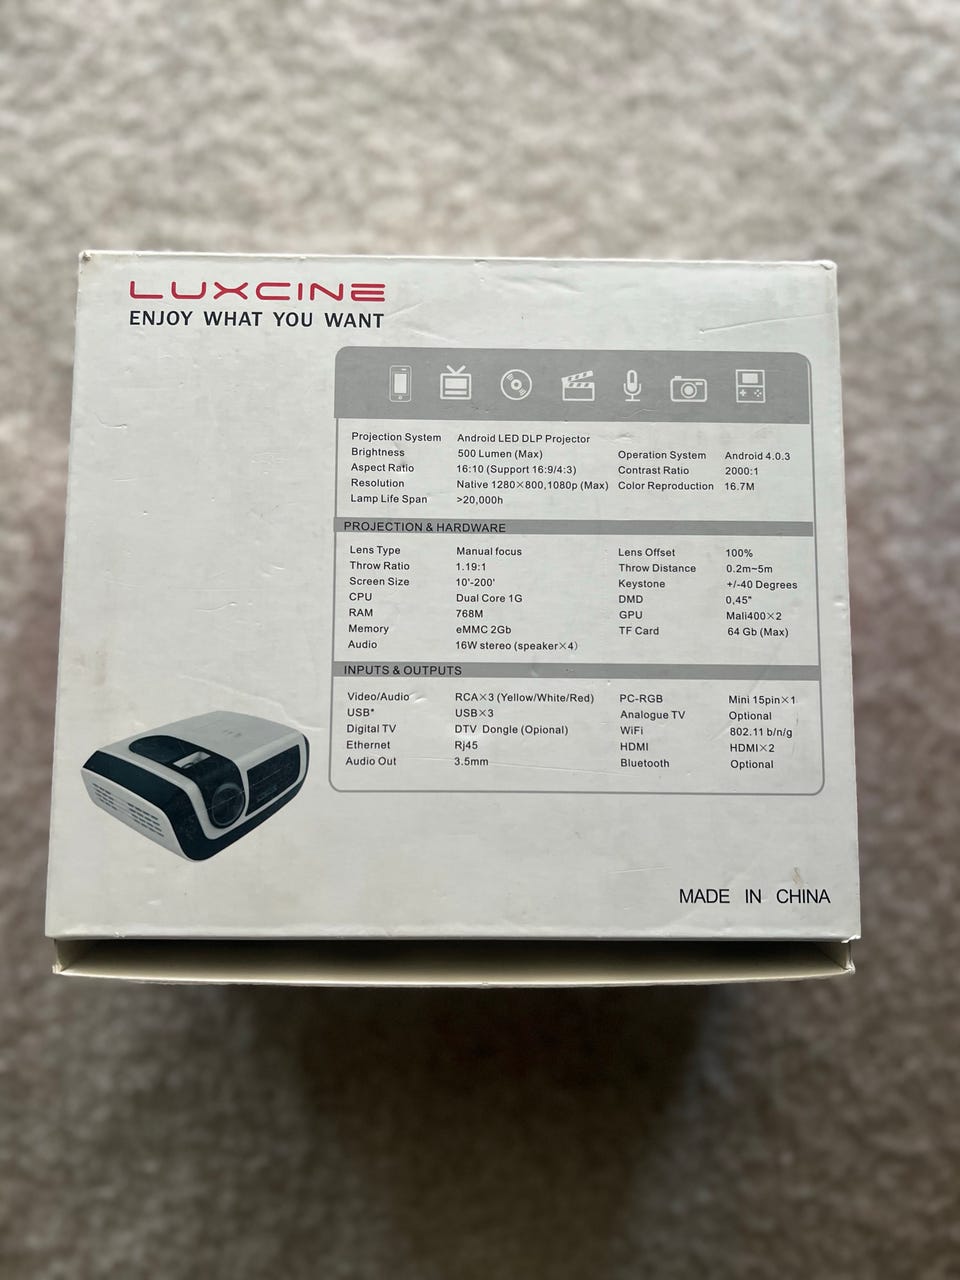 LUXCINE
ENJOY WHAT YOU WANT
Projection System Android LED DLP Projector
Brightness 500 Lumen (Max) Operation System Android 4.0.3
Aspect Ratio 16:10 (Support 16:9/4:3) Contrast Ratio 2000:1
Resolution Native 1280×800,1080p (Max) Color Reproduction 16.7M
Lamp Life Span >20,000h
PROJECTION & HARDWARE
Lens Type Manual focus Lens Offset 100%
Throw Ratio 1.19:1 Throw Distance 0.2m~5m
Screen Size 10'-200' Keystone +/-40 Degrees
CPU Dual Core 1G DMD 0,45"
RAM 768M GPU Mali400×2
Memory eMMC 2Gb TF Card 64 Gb (Max)
Audio 16W stereo (speaker×4)
INPUTS & OUTPUTS
Video/Audio RCA×3 (Yellow/White/Red) PC-RGB Mini 15pin×1
USB* USB×3 Analogue TV Optional
Digital TV DTV Dongle (Opional) WiFi 802.11 b/n/g
Ethernet Rj45 HDMI HDMI×2
Audio Out 3.5mm Bluetooth Optional
MADE IN CHINA